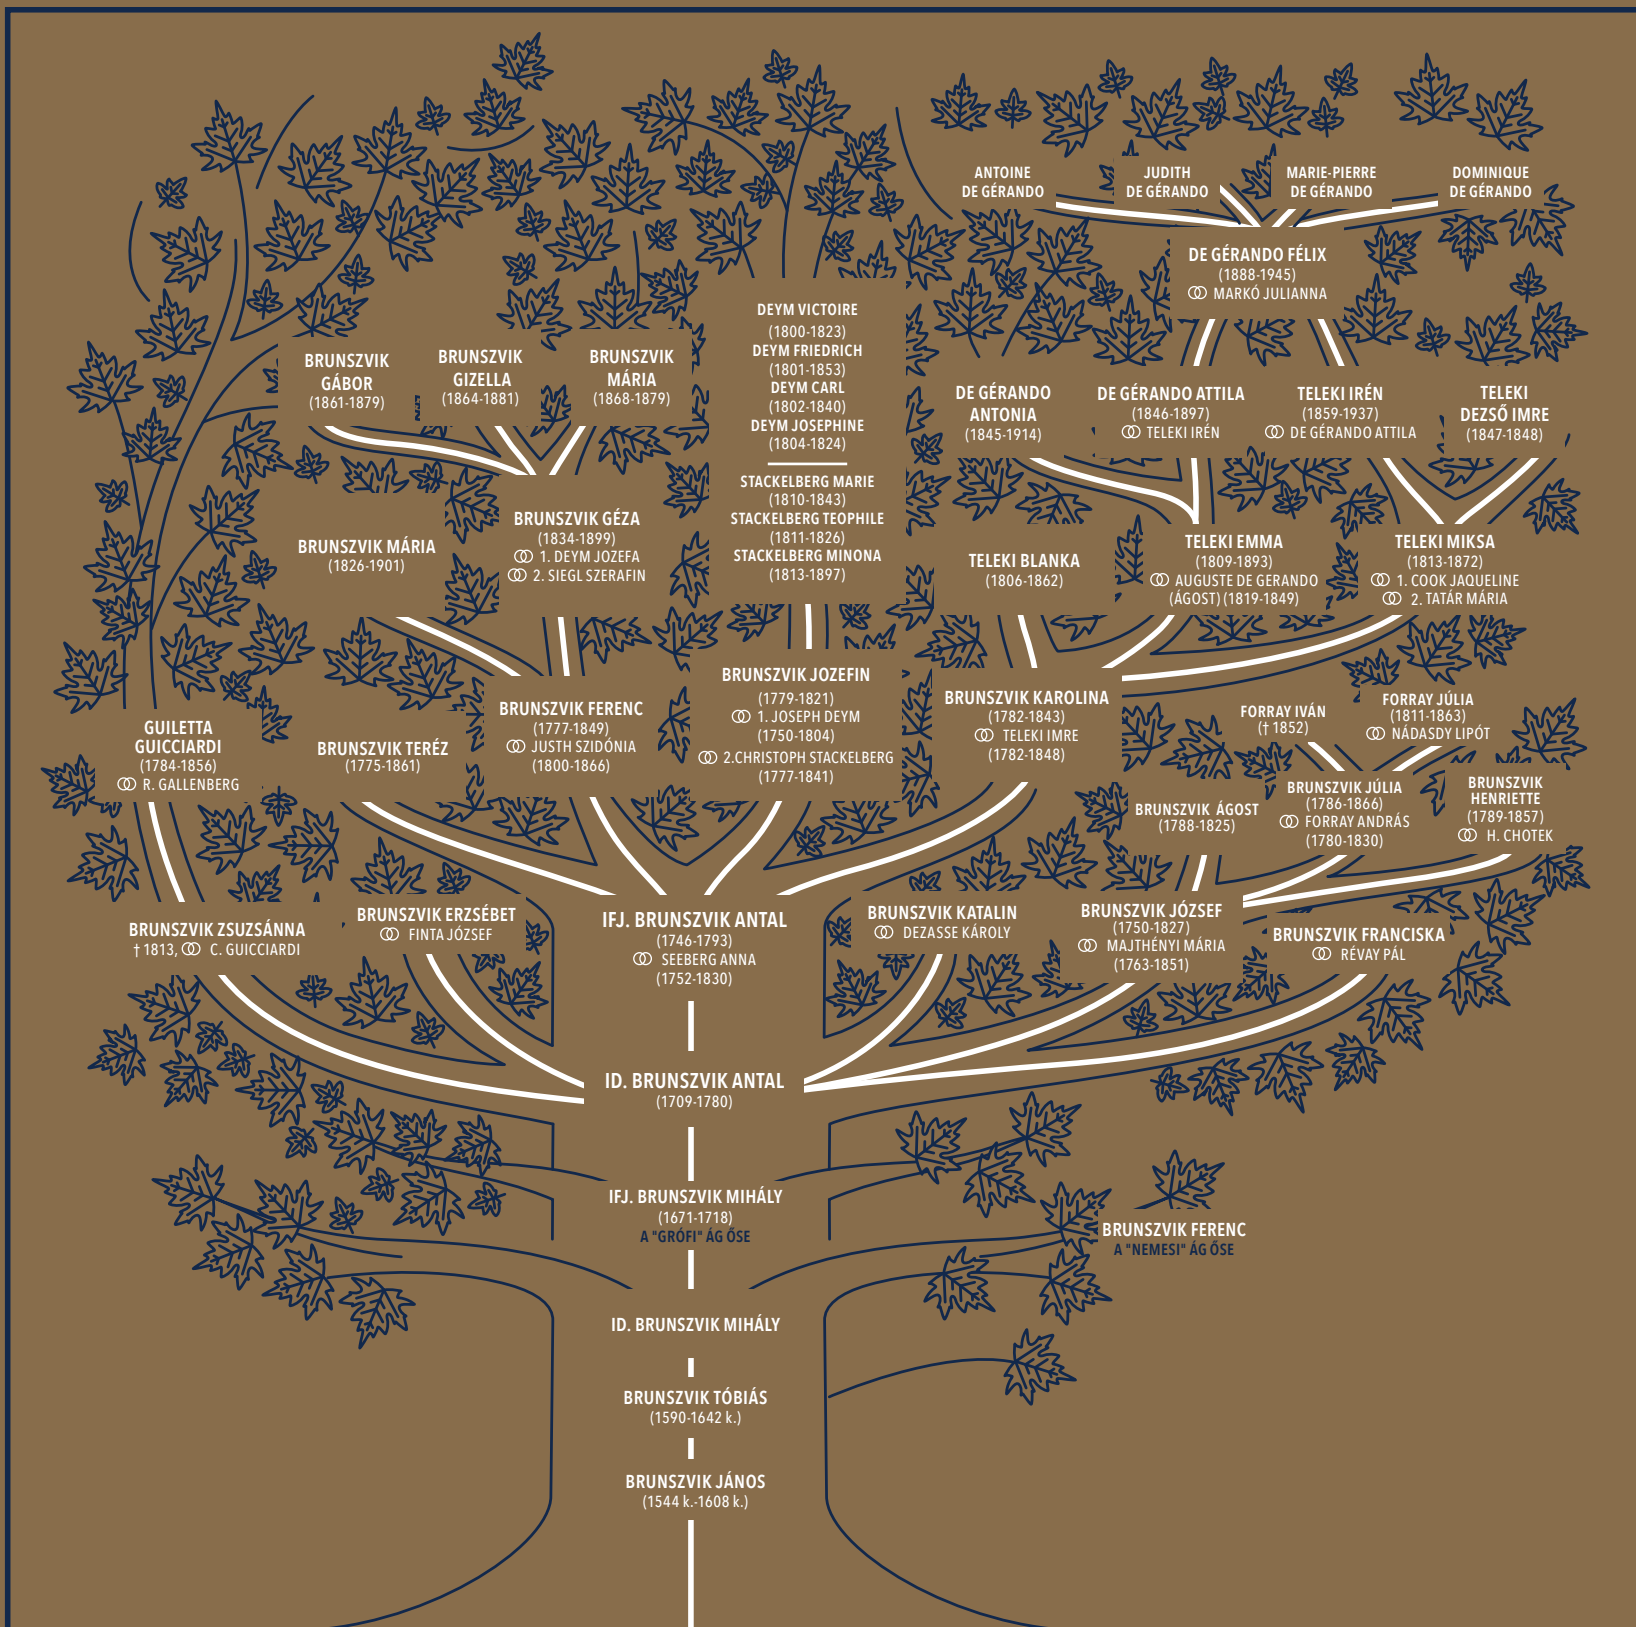 ANTOINE
DE GÉRANDO
JUDITH
DE GÉRANDO
MARIE-PIERRE
DE GÉRANDO
DOMINIQUE
DE GÉRANDO
DE GÉRANDO FÉLIX
(1888-1945)
MARKÓ JULIANNA
BRUNSZVIK
GÁBOR
(1861-1879)
BRUNSZVIK
GIZELLA
(1864-1881)
BRUNSZVIK
MÁRIA
(1868-1879)
DEYM VICTOIRE
(1800-1823)
DEYM FRIEDRICH
(1801-1853)
DEYM CARL
(1802-1840)
DEYM JOSEPHINE
(1804-1824)
STACKELBERG MARIE
(1810-1843)
STACKELBERG TEOPHILE
(1811-1826)
STACKELBERG MINONA
(1813-1897)
DE GÉRANDO
ANTONIA
(1845-1914)
DE GÉRANDO ATTILA
(1846-1897)
TELEKI IRÉN
TELEKI IRÉN
(1859-1937)
DE GÉRANDO ATTILA
TELEKI
DEZSŐ IMRE
(1847-1848)
BRUNSZVIK MÁRIA
(1826-1901)
BRUNSZVIK GÉZA
(1834-1899)
1. DEYM JOZEFA
2. SIEGL SZERAFIN
TELEKI BLANKA
(1806-1862)
TELEKI EMMA
(1809-1893)
AUGUSTE DE GERANDO
(ÁGOST) (1819-1849)
TELEKI MIKSA
(1813-1872)
1. COOK JAQUELINE
2. TATÁR MÁRIA
GUILETTA
GUICCIARDI
(1784-1856)
R. GALLENBERG
BRUNSZVIK TERÉZ
(1775-1861)
BRUNSZVIK FERENC
(1777-1849)
JUSTH SZIDÓNIA
(1800-1866)
BRUNSZVIK JOZEFIN
(1779-1821)
1. JOSEPH DEYM
(1750-1804)
2.CHRISTOPH STACKELBERG
(1777-1841)
BRUNSZVIK KAROLINA
(1782-1843)
TELEKI IMRE
(1782-1848)
FORRAY IVÁN
(† 1852)
FORRAY JÚLIA
(1811-1863)
NÁDASDY LIPÓT
BRUNSZVIK ÁGOST
(1788-1825)
BRUNSZVIK JÚLIA
(1786-1866)
FORRAY ANDRÁS
(1780-1830)
BRUNSZVIK
HENRIETTE
(1789-1857)
H. CHOTEK
BRUNSZVIK ZSUZSÁNNA
† 1813, C. GUICCIARDI
BRUNSZVIK ERZSÉBET
FINTA JÓZSEF
IFJ. BRUNSZVIK ANTAL
(1746-1793)
SEEBERG ANNA
(1752-1830)
BRUNSZVIK KATALIN
DEZASSE KÁROLY
BRUNSZVIK JÓZSEF
(1750-1827)
MAJTHÉNYI MÁRIA
(1763-1851)
BRUNSZVIK FRANCISKA
RÉVAY PÁL
ID. BRUNSZVIK ANTAL
(1709-1780)
IFJ. BRUNSZVIK MIHÁLY
(1671-1718)
A "GRÓFI" ÁG ŐSE
BRUNSZVIK FERENC
A "NEMESI" ÁG ŐSE
ID. BRUNSZVIK MIHÁLY
BRUNSZVIK TÓBIÁS
(1590-1642 k.)
BRUNSZVIK JÁNOS
(1544 k.-1608 k.)